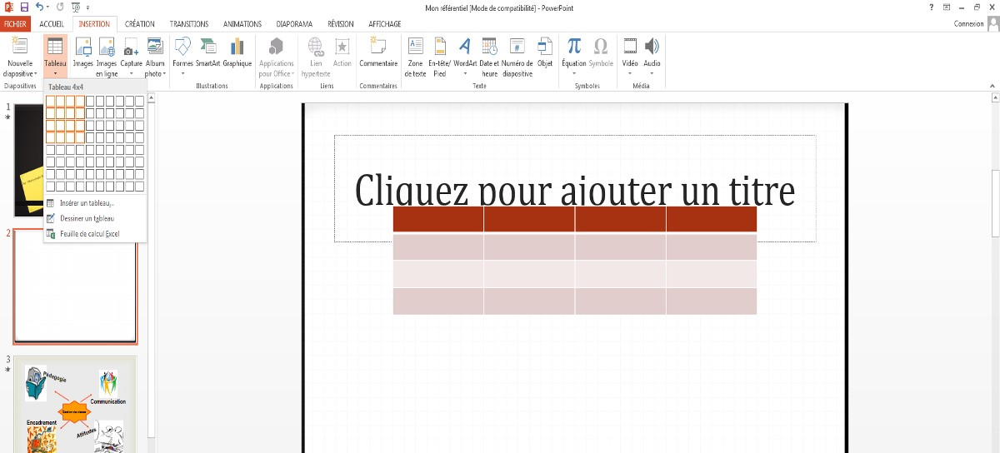 Mon référentiel [Mode de compatibilité] - PowerPoint
FICHIER ACCUEIL INSERTION CRÉATION TRANSITIONS ANIMATIONS DIAPORAMA RÉVISION AFFICHAGE Connexion
Nouvelle diapositive
Tableau
Images
Images en ligne
Capture
Album photo
Formes
SmartArt
Graphique
Applications pour Office
Lien hypertexte
Action
Commentaire
Zone de texte
En-tête/ Pied
WordArt
Date et heure
Numéro de diapositive
Objet
Équation
Symbole
Vidéo
Audio
Diapositives Illustrations Applications Liens Commentaires Texte Symboles Média
Tableau 4x4
Insérer un tableau...
Dessiner un tableau
Feuille de calcul Excel
1
2
3
Pédagogie
Communication
Gestion de classe
Encadrement
Attitudes
Cliquez pour ajouter un titre